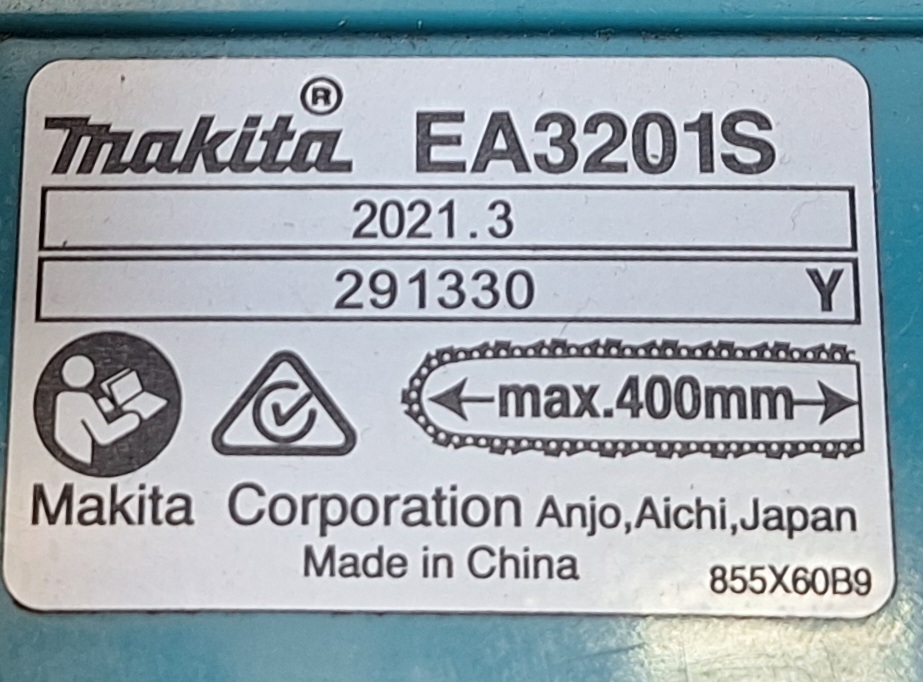 makita® EA3201S
2021.3
291330 Y
max.400mm
Makita Corporation Anjo,Aichi,Japan
Made in China
855X60B9